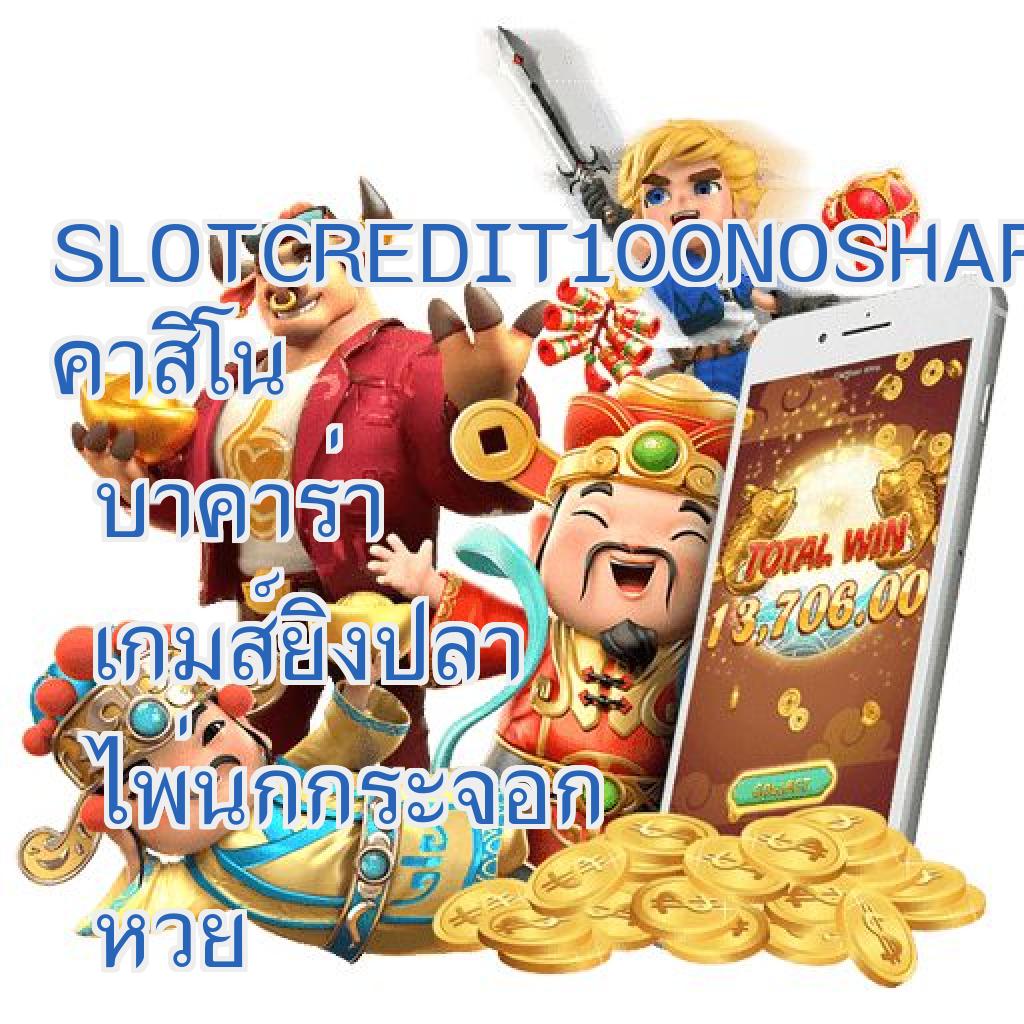 SLOTCREDIT100NOSHAR
คาสิโน
บาคาร่า
เกมส์ยิงปลา
ไพ่นกกระจอก
หวย
TOTAL WIN
13,706.00